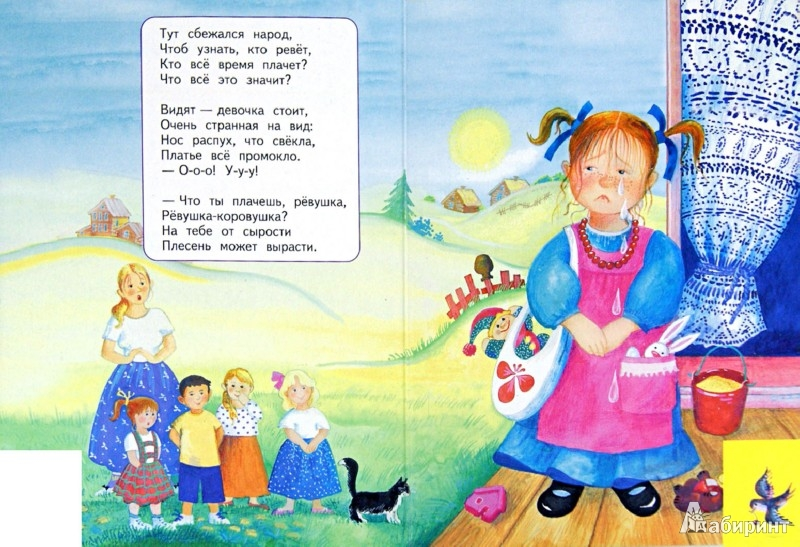 Тут сбежался народ,
Чтоб узнать, кто ревёт,
Кто всё время плачет?
Что всё это значит?
Видят — девочка стоит,
Очень странная на вид:
Нос распух, что свёкла,
Платье всё промокло.
— О-о-о! У-у-у!
— Что ты плачешь, рёвушка,
Рёвушка-коровушка?
На тебе от сырости
Плесень может вырасти.
Лабиринт